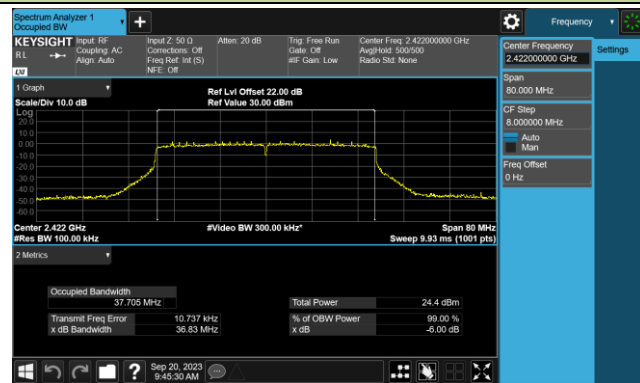 Spectrum Analyzer 1
Occupied BW
Frequency
KEYSIGHT
Input: RF
Coupling: AC
Align: Auto
Input Z: 50 Ω
Corrections: Off
Freq Ref: Int (S)
NFE: Off
Atten: 20 dB
Trig: Free Run
Gate: Off
#IF Gain: Low
Center Freq: 2.422000000 GHz
Avg|Hold: 500/500
Radio Std: None
RL
LW
Center Frequency
2.422000000 GHz
Settings
Span
80.000 MHz
CF Step
8.000000 MHz
Auto
Man
Freq Offset
0 Hz
1 Graph
Scale/Div 10.0 dB
Ref Lvl Offset 22.00 dB
Ref Value 30.00 dBm
Log
20.0
10.0
0.00
-10.0
-20.0
-30.0
-40.0
-50.0
-60.0
Center 2.422 GHz
#Res BW 100.00 kHz
#Video BW 300.00 kHz*
Span 80 MHz
Sweep 9.93 ms (1001 pts)
2 Metrics
Occupied Bandwidth
37.705 MHz
Total Power 24.4 dBm
Transmit Freq Error 10.737 kHz
% of OBW Power 99.00 %
x dB Bandwidth 36.83 MHz
x dB -6.00 dB
Sep 20, 2023
9:45:30 AM